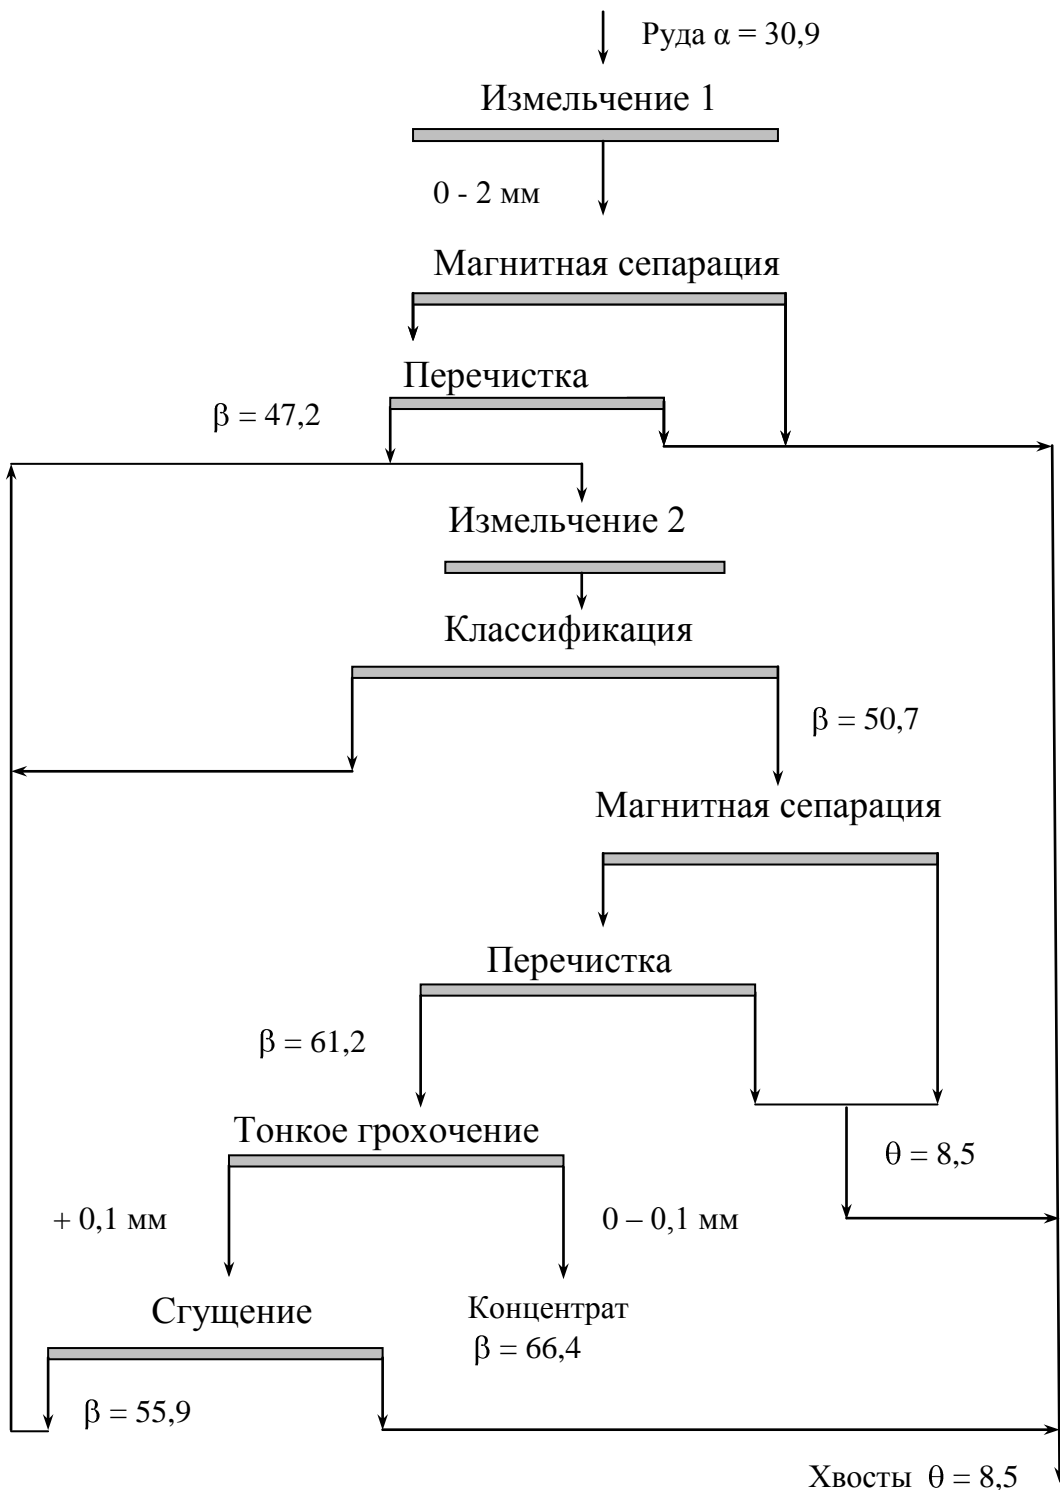 Руда α = 30,9
Измельчение 1
0 - 2 мм
Магнитная сепарация
Перечистка
β = 47,2
Измельчение 2
Классификация
β = 50,7
Магнитная сепарация
Перечистка
β = 61,2
Тонкое грохочение
θ = 8,5
+ 0,1 мм
0 – 0,1 мм
Сгущение
Концентрат
β = 66,4
β = 55,9
Хвосты θ = 8,5